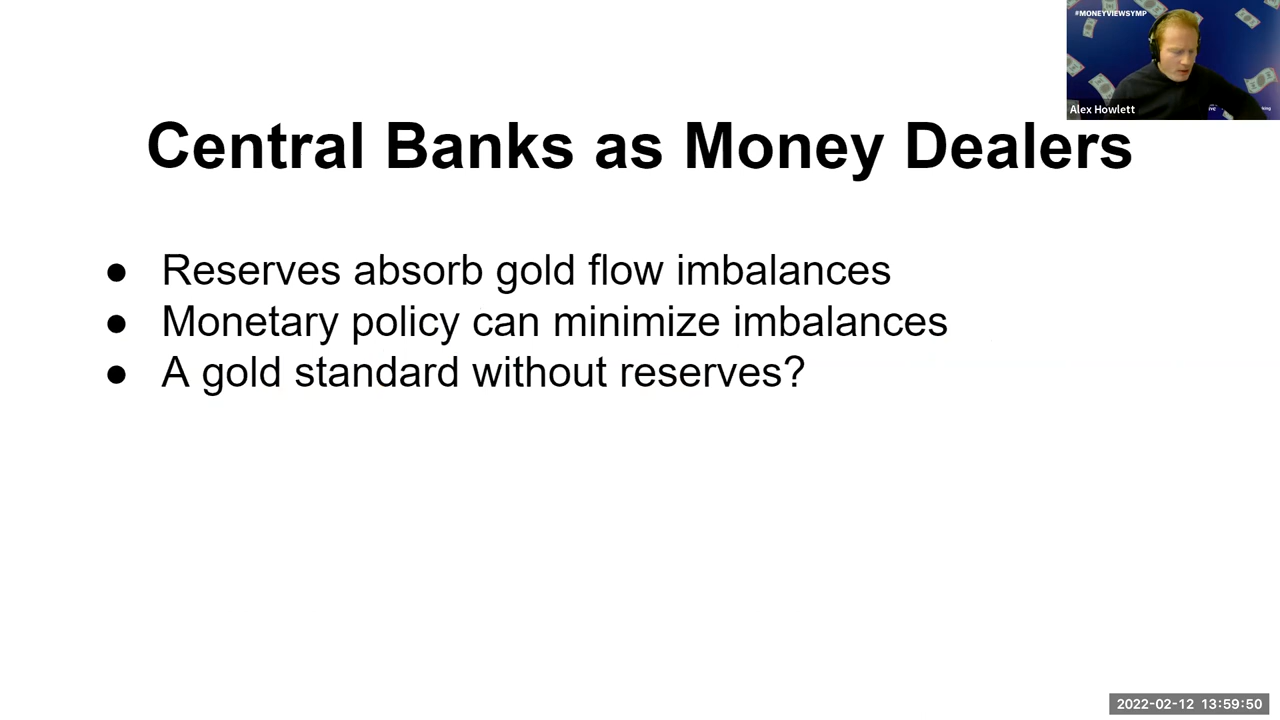 #MONEYVIEWSYMP
Alex Howlett
Central Banks as Money Dealers
● Reserves absorb gold flow imbalances
● Monetary policy can minimize imbalances
● A gold standard without reserves?
2022-02-12 13:59:50